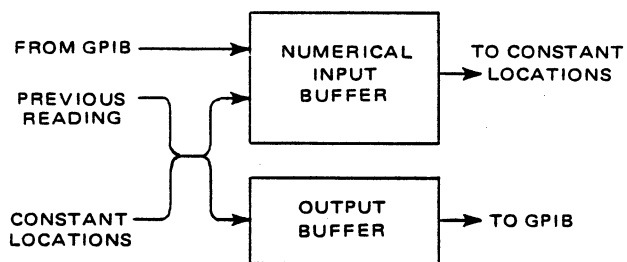 FROM GPIB
NUMERICAL
INPUT
BUFFER
TO CONSTANT
LOCATIONS
PREVIOUS
READING
CONSTANT
LOCATIONS
OUTPUT
BUFFER
TO GPIB